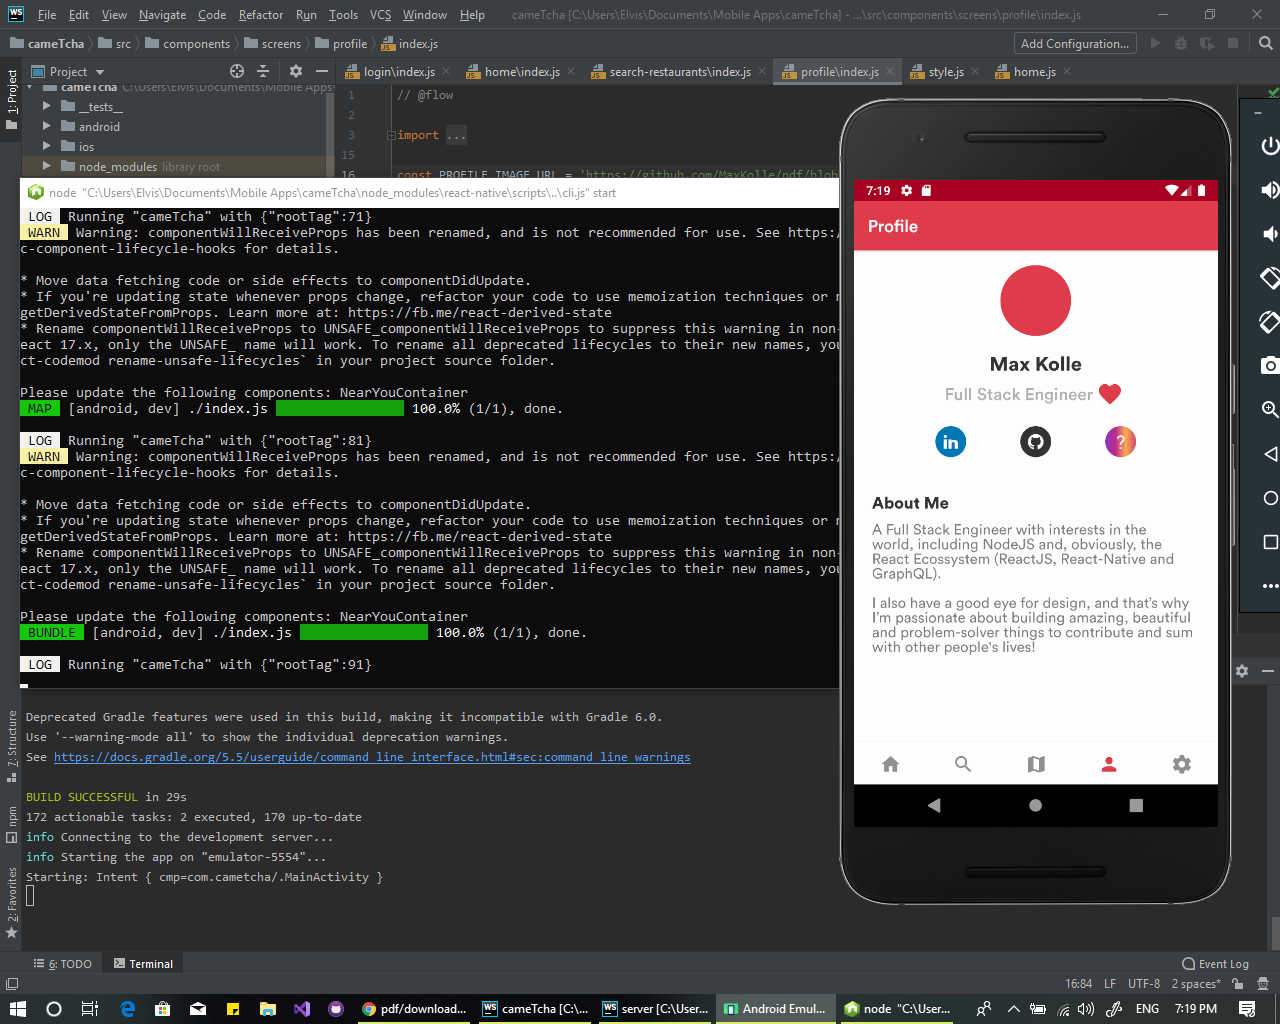 WS File Edit View Navigate Code Refactor Run Tools VCS Window Help cameTcha [C:\Users\Elvis\Documents\Mobile Apps\cameTcha] - ...\src\components\screens\profile\index.js
cameTcha src components screens profile index.js Add Configuration...
Project login\index.js home\index.js search-restaurants\index.js profile\index.js style.js home.js
1: Project
cameTcha C:\Users\Elvis\Documents\Mobile Apps
__tests__
android
ios
node_modules library root
1 // @flow
2
3 import ...
15
16 const PROFILE_IMAGE_URL = 'https://github.com/MaxKolle/pdf/blob
node "C:\Users\Elvis\Documents\Mobile Apps\cameTcha\node_modules\react-native\scripts\..\cli.js" start
LOG Running "cameTcha" with {"rootTag":71}
WARN Warning: componentWillReceiveProps has been renamed, and is not recommended for use. See https:/
c-component-lifecycle-hooks for details.
* Move data fetching code or side effects to componentDidUpdate.
* If you're updating state whenever props change, refactor your code to use memoization techniques or
getDerivedStateFromProps. Learn more at: https://fb.me/react-derived-state
* Rename componentWillReceiveProps to UNSAFE_componentWillReceiveProps to suppress this warning in non-
eact 17.x, only the UNSAFE_ name will work. To rename all deprecated lifecycles to their new names, you
ct-codemod rename-unsafe-lifecycles` in your project source folder.
Please update the following components: NearYouContainer
MAP [android, dev] ./index.js 100.0% (1/1), done.
LOG Running "cameTcha" with {"rootTag":81}
WARN Warning: componentWillReceiveProps has been renamed, and is not recommended for use. See https:/
c-component-lifecycle-hooks for details.
* Move data fetching code or side effects to componentDidUpdate.
* If you're updating state whenever props change, refactor your code to use memoization techniques or
getDerivedStateFromProps. Learn more at: https://fb.me/react-derived-state
* Rename componentWillReceiveProps to UNSAFE_componentWillReceiveProps to suppress this warning in non-
eact 17.x, only the UNSAFE_ name will work. To rename all deprecated lifecycles to their new names, you
ct-codemod rename-unsafe-lifecycles` in your project source folder.
Please update the following components: NearYouContainer
BUNDLE [android, dev] ./index.js 100.0% (1/1), done.
LOG Running "cameTcha" with {"rootTag":91}
7:19
Profile
Max Kolle
Full Stack Engineer
in ?
About Me
A Full Stack Engineer with interests in the
world, including NodeJS and, obviously, the
React Ecossystem (ReactJS, React-Native and
GraphQL).
I also have a good eye for design, and that's why
I'm passionate about building amazing, beautiful
and problem-solver things to contribute and sum
with other people's lives!
Deprecated Gradle features were used in this build, making it incompatible with Gradle 6.0.
Use '--warning-mode all' to show the individual deprecation warnings.
See https://docs.gradle.org/5.5/userguide/command_line_interface.html#sec:command_line_warnings
BUILD SUCCESSFUL in 29s
172 actionable tasks: 2 executed, 170 up-to-date
info Connecting to the development server...
info Starting the app on "emulator-5554"...
Starting: Intent { cmp=com.cametcha/.MainActivity }
Z: Structure
npm
2: Favorites
6: TODO Terminal Event Log
16:84 LF UTF-8 2 spaces*
pdf/download... cameTcha [C:\... server [C:\User... Android Emul... node "C:\User... ENG 7:19 PM